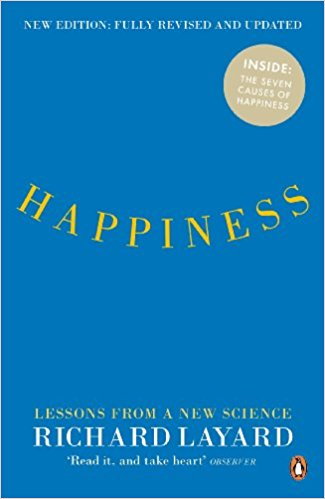 NEW EDITION: FULLY REVISED AND UPDATED
INSIDE:
THE SEVEN
CAUSES OF
HAPPINESS
HAPPINESS
LESSONS FROM A NEW SCIENCE
RICHARD LAYARD
‘Read it, and take heart’ OBSERVER